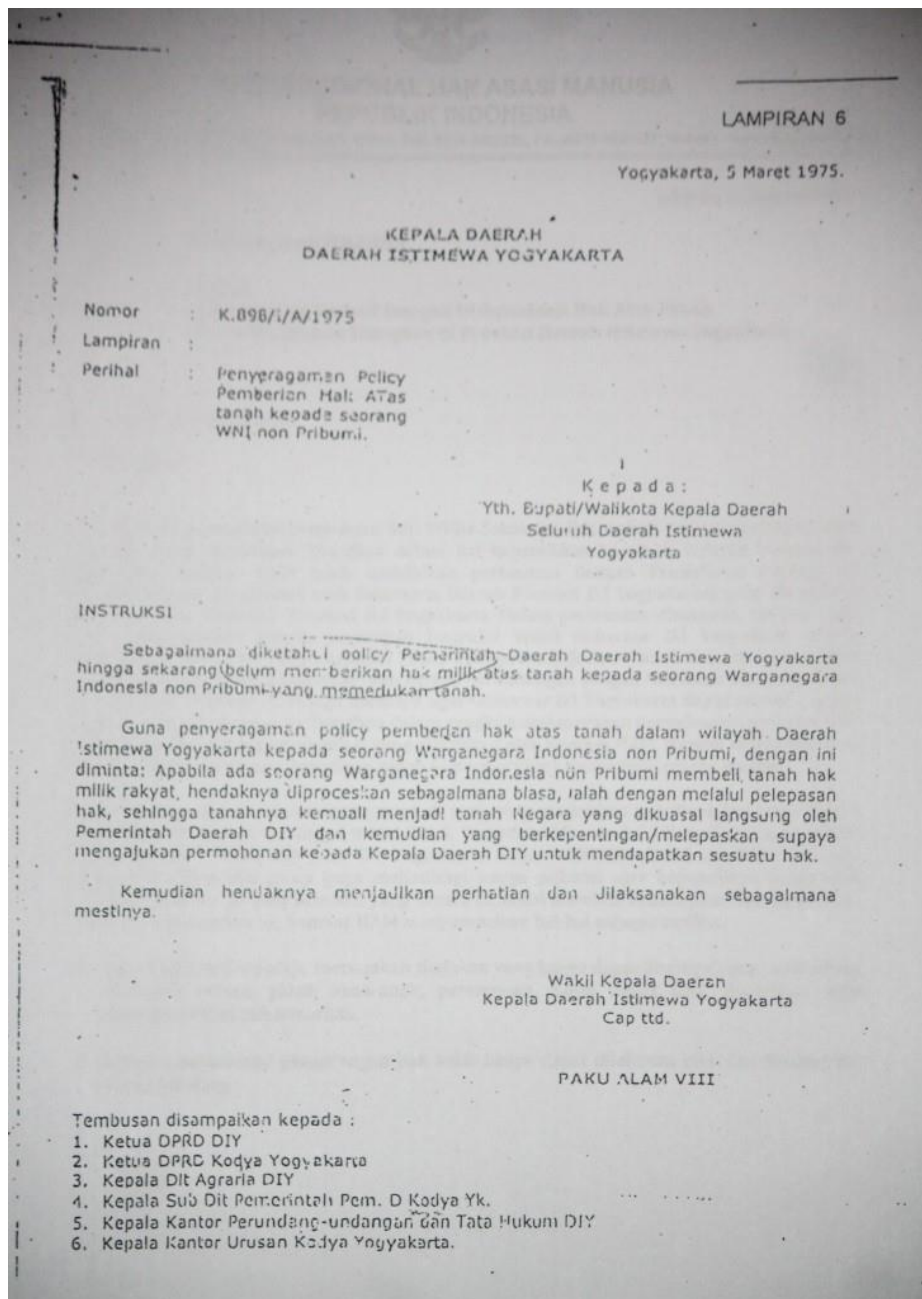 LAMPIRAN 6
Yogyakarta, 5 Maret 1975.
KEPALA DAERAH
DAERAH ISTIMEWA YOGYAKARTA
Nomor : K.898/I/A/1975
Lampiran :
Perihal : Penyeragaman Policy
Pemberian Hak ATas
tanah kepada seorang
WNI non Pribumi.
Kepada:
Yth. Bupati/Walikota Kepala Daerah
Seluruh Daerah Istimewa
Yogyakarta
INSTRUKSI
Sebagaimana diketahui policy Pemerintah Daerah Daerah Istimewa Yogyakarta
hingga sekarang belum memberikan hak milik atas tanah kepada seorang Warganegara
Indonesia non Pribumi yang memerlukan tanah.
Guna penyeragaman policy pemberian hak atas tanah dalam wilayah Daerah
Istimewa Yogyakarta kepada seorang Warganegara Indonesia non Pribumi, dengan ini
diminta: Apabila ada seorang Warganegara Indonesia non Pribumi membeli tanah hak
milik rakyat, hendaknya diproseskan sebagaimana biasa, ialah dengan melalui pelepasan
hak, sehingga tanahnya kembali menjadi tanah Negara yang dikuasai langsung oleh
Pemerintah Daerah DIY dan kemudian yang berkepentingan/melepaskan supaya
mengajukan permohonan kepada Kepala Daerah DIY untuk mendapatkan sesuatu hak.
Kemudian hendaknya menjadikan perhatian dan Jilaksanakan sebagaimana
mestinya.
Wakil Kepala Daerah
Kepala Daerah Istimewa Yogyakarta
Cap ttd.
PAKU ALAM VIII
Tembusan disampaikan kepada :
1. Ketua DPRD DIY
2. Ketua DPRD Kodya Yogyakarta
3. Kepala Dit Agraria DIY
4. Kepala Sub Dit Pemerintah Pem. D Kodya Yk.
5. Kepala Kantor Perundang-undangan dan Tata Hukum DIY
6. Kepala Kantor Urusan Kodya Yogyakarta.